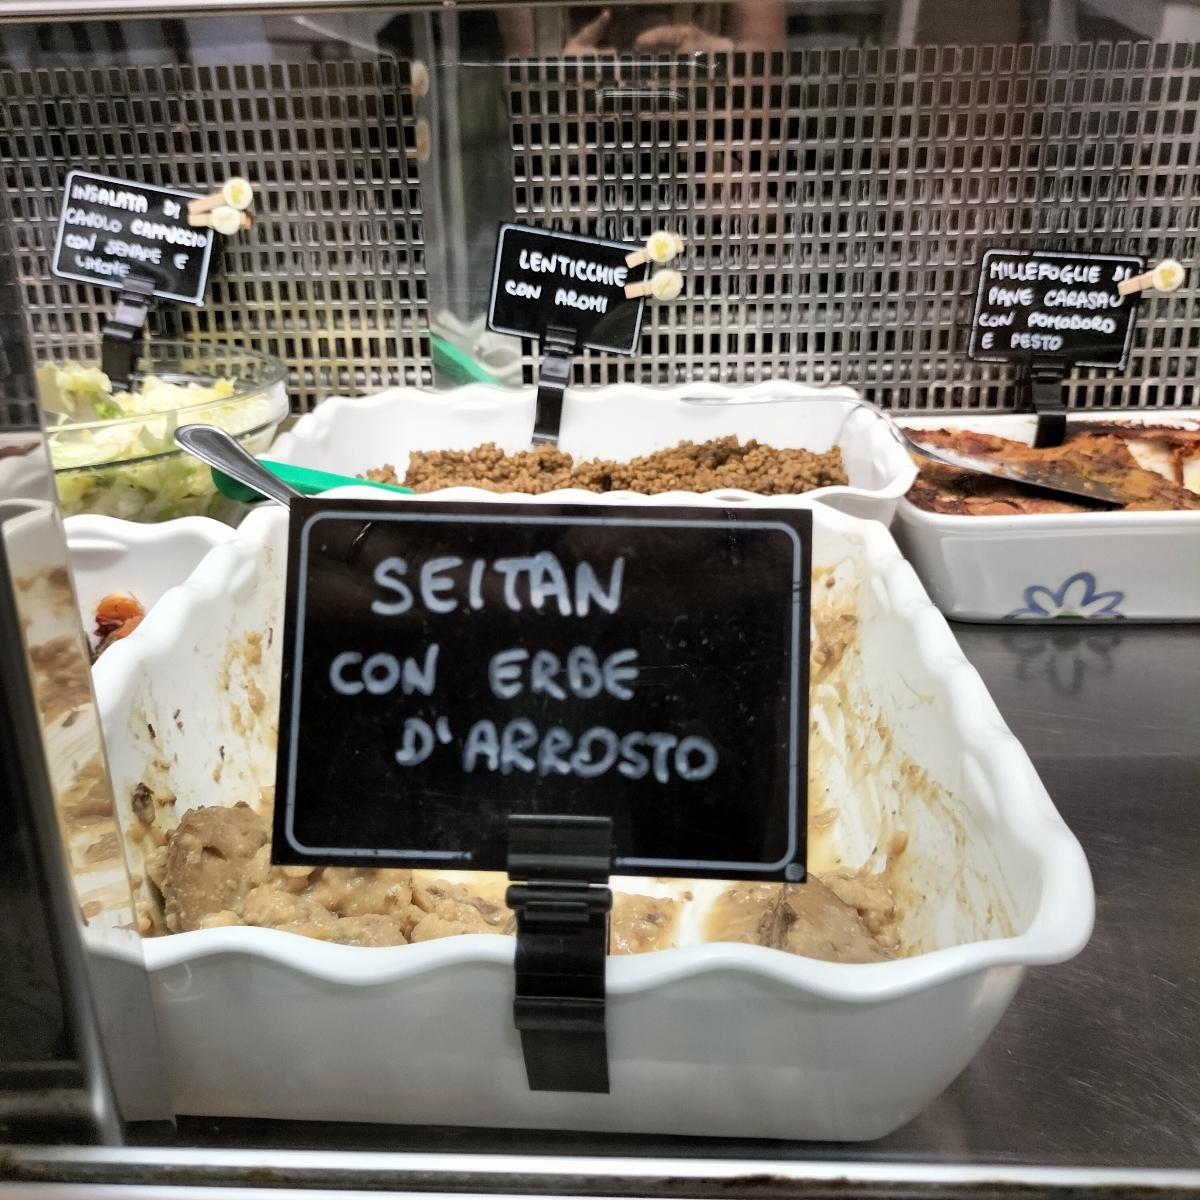 INSALATA DI
CAVOLO CAPPUCCIO
CON SENAPE E
LIMONE
LENTICCHIE
CON AROMI
MILLEFOGLIE DI
PANE CARASAU
CON POMODORO
E PESTO
SEITAN
CON ERBE
D'ARROSTO